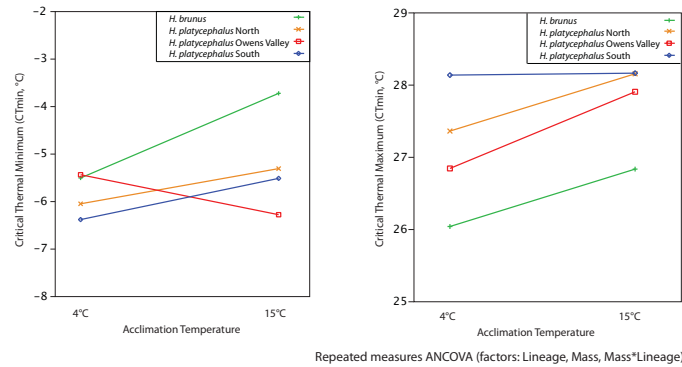 −2
−3
−4
−5
−6
−7
−8
Critical Thermal Minimum (CTmin, °C)
H. brunus
H. platycephalus North
H. platycephalus Owens Valley
H. platycephalus South
4°C
15°C
Acclimation Temperature
29
28
27
26
25
Critical Thermal Maximum (CTmin, °C)
H. brunus
H. platycephalus North
H. platycephalus Owens Valley
H. platycephalus South
4°C
15°C
Acclimation Temperature
Repeated measures ANCOVA (factors: Lineage, Mass, Mass*Lineage)